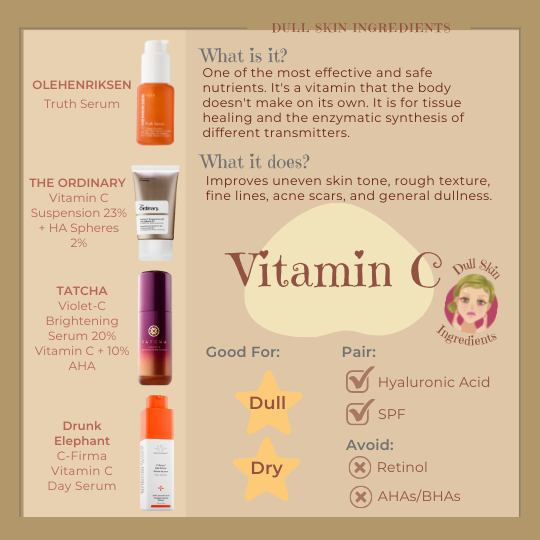 DULL SKIN INGREDIENTS
OLEHENRIKSEN
Truth Serum
THE ORDINARY
Vitamin C
Suspension 23%
+ HA Spheres
2%
TATCHA
Violet-C
Brightening
Serum 20%
Vitamin C + 10%
AHA
Drunk
Elephant
C-Firma
Vitamin C
Day Serum
What is it?
One of the most effective and safe
nutrients. It's a vitamin that the body
doesn't make on its own. It is for tissue
healing and the enzymatic synthesis of
different transmitters.
What it does?
Improves uneven skin tone, rough texture,
fine lines, acne scars, and general dullness.
Vitamin C
Dull Skin
Ingredients
Good For:
Dull
Dry
Pair:
Hyaluronic Acid
SPF
Avoid:
Retinol
AHAs/BHAs
ordinary.
TATCHA